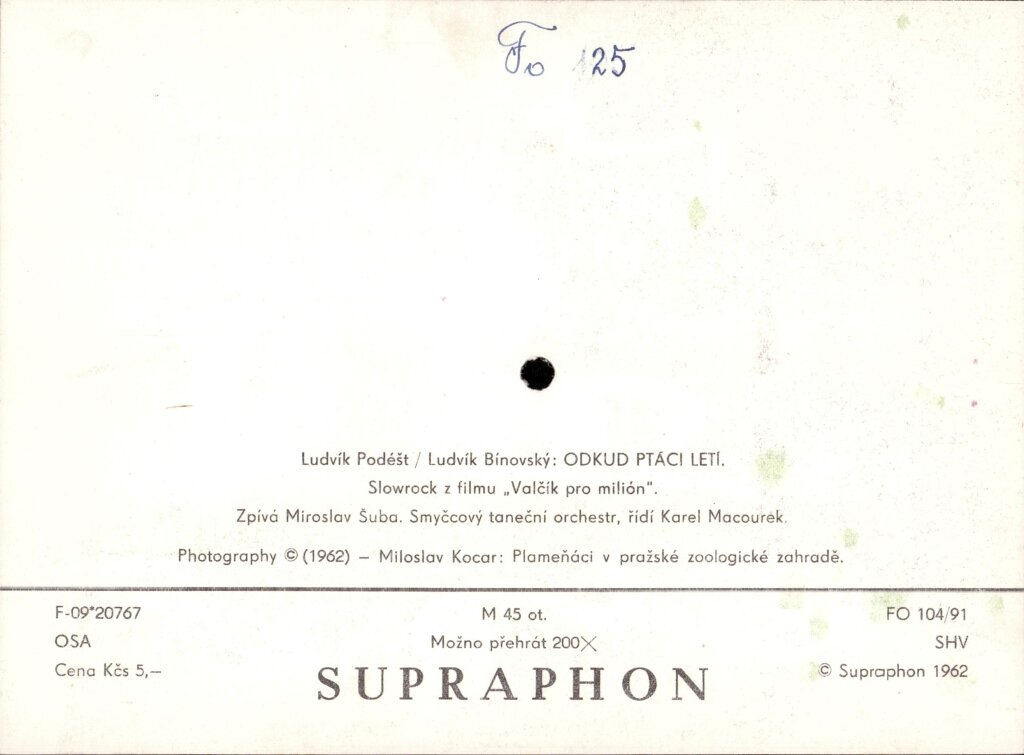 Fo 125
Ludvík Podéšt / Ludvík Bínovský: ODKUD PTÁCI LETÍ.
Slowrock z filmu „Valčík pro milión".
Zpívá Miroslav Šuba. Smyčcový taneční orchestr, řídí Karel Macourek.
Photography © (1962) – Miloslav Kocar: Plameňáci v pražské zoologické zahradě.
F-09*20767 M 45 ot. FO 104/91
OSA Možno přehrát 200X SHV
Cena Kčs 5,— SUPRAPHON © Supraphon 1962